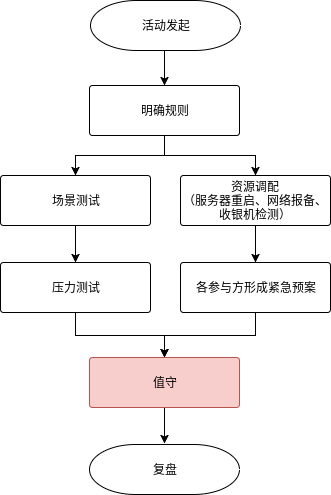 活动发起
明确规则
场景测试
资源调配
（服务器重启、网络报备、
收银机检测）
压力测试
各参与方形成紧急预案
值守
复盘